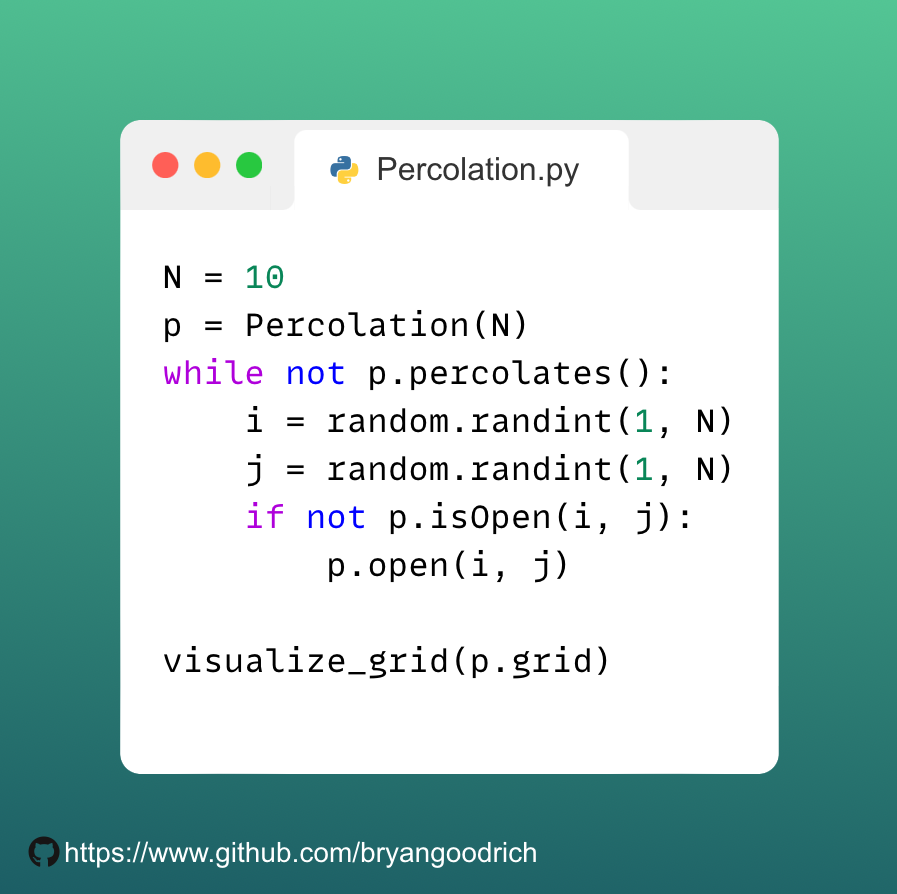 Percolation.py
N = 10
p = Percolation(N)
while not p.percolates():
    i = random.randint(1, N)
    j = random.randint(1, N)
    if not p.isOpen(i, j):
        p.open(i, j)
visualize_grid(p.grid)
https://www.github.com/bryangoodrich